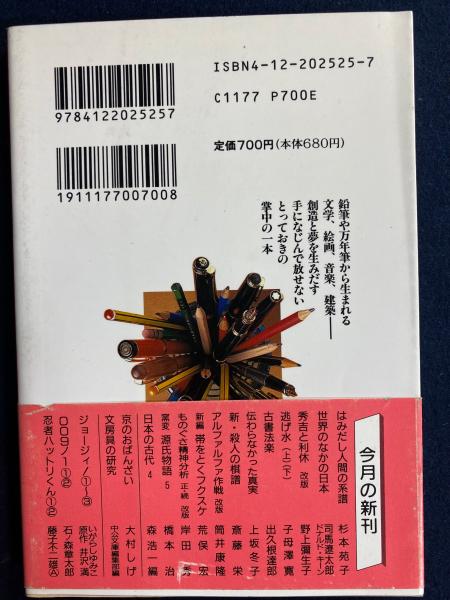 ISBN4-12-202525-7
C1177 P700E
定価700円(本体680円)
9784122025257
1911177007008
鉛筆や万年筆から生まれる
文学、絵画、音楽、建築――
創造と夢を生みだす
手になじんで放せない
とっておきの
掌中の一本
今月の新刊
はみだし人間の系譜 杉本苑子
世界のなかの日本 司馬遼太郎 ドナルド・キーン
秀吉と利休 改版 野上彌生子
逃げ水(上)(下) 子母澤寛
古書法楽 出久根達郎
伝わらなかった真実 上坂冬子
新・殺人の棋譜 斎藤栄
アルファルファ作戦 改版 筒井康隆
新編 帯をとくフクスケ 荒俣宏
ものぐさ精神分析 正・続 改版 岸田秀
窯変 源氏物語 5 橋本治
日本の古代 4 森浩一編
京のおばんざい 大村しげ
文房具の研究 中公文庫編集部編
ジョージィ!①~③ いがらしゆみこ 原作 井沢満
009ノ1①② 石ノ森章太郎
忍者ハットリくん①② 藤子不二雄Ⓐ